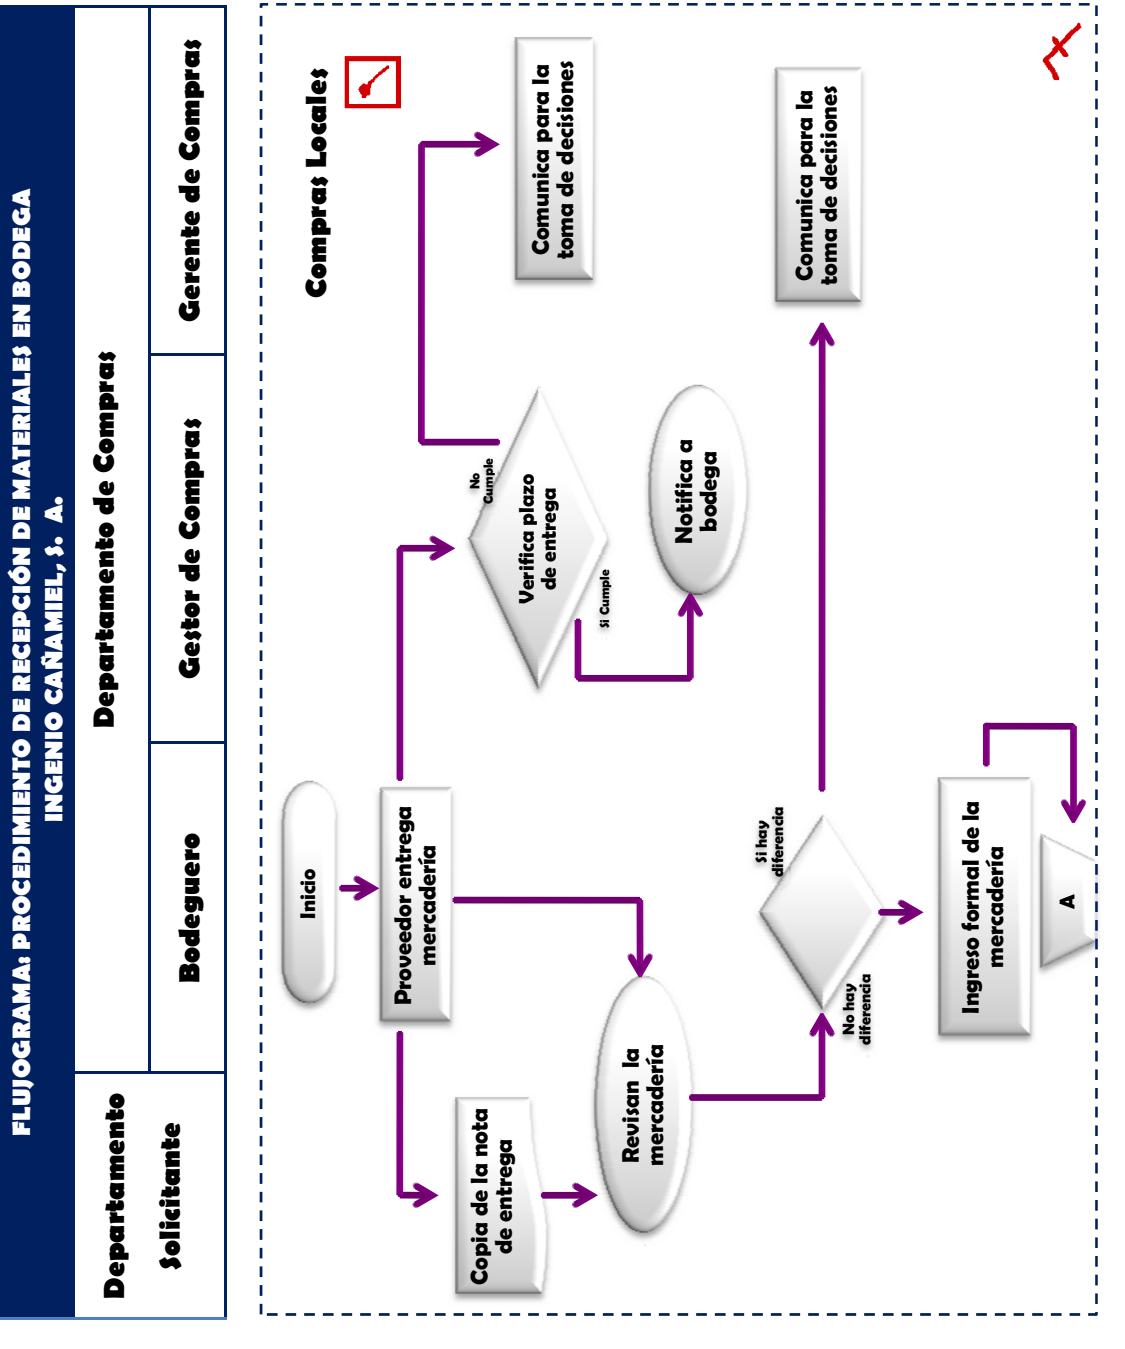 FLUJOGRAMA: PROCEDIMIENTO DE RECEPCIÓN DE MATERIALES EN BODEGA
INGENIO CAÑAMIEL, S. A.
Departamento
Solicitante
Departamento de Compras
Bodeguero
Gestor de Compras
Gerente de Compras
Compras Locales
Inicio
Proveedor entrega
mercadería
Copia de la nota
de entrega
Verifica plazo
de entrega
No
Cumple
Comunica para la
toma de decisiones
Si Cumple
Notifica a
bodega
Revisan la
mercadería
Si hay
diferencia
Comunica para la
toma de decisiones
No hay
diferencia
Ingreso formal de la
mercadería
A